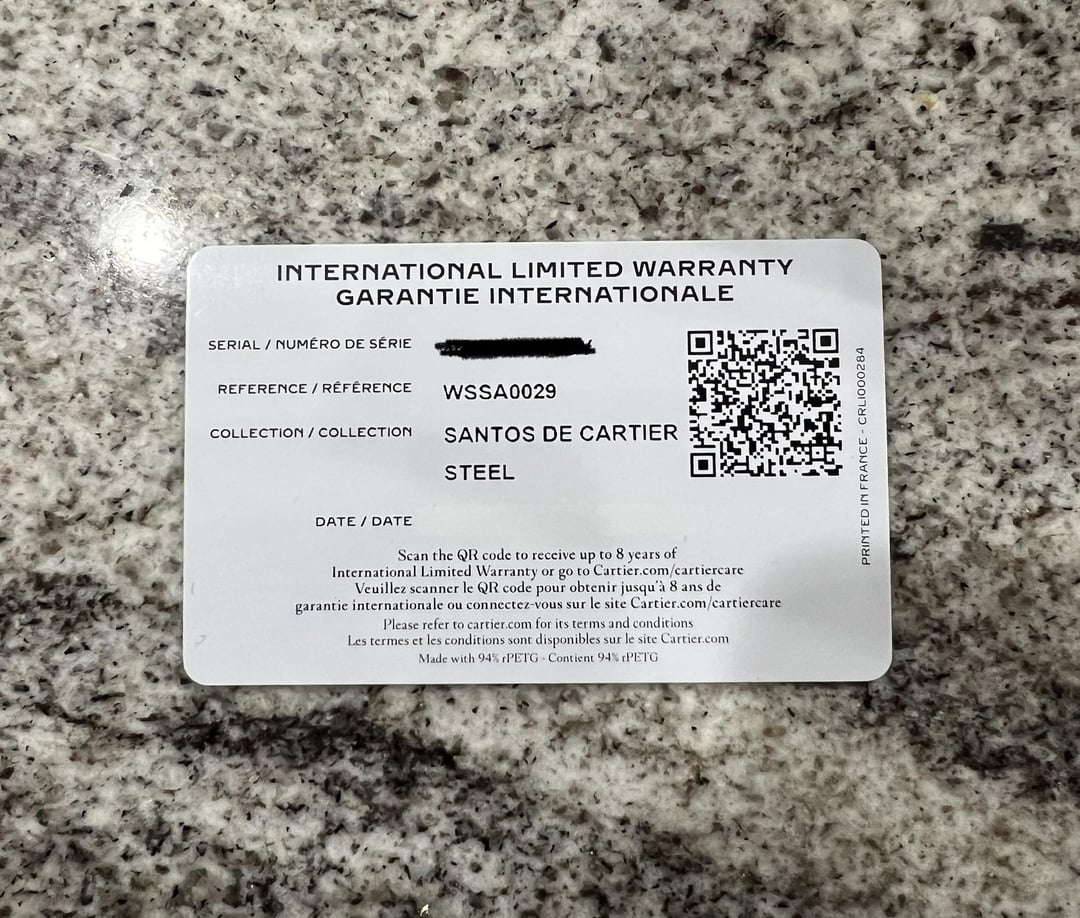 INTERNATIONAL LIMITED WARRANTY
GARANTIE INTERNATIONALE
SERIAL / NUMÉRO DE SÉRIE
REFERENCE / RÉFÉRENCE WSSA0029
COLLECTION / COLLECTION SANTOS DE CARTIER
STEEL
DATE / DATE
Scan the QR code to receive up to 8 years of
International Limited Warranty or go to Cartier.com/cartiercare
Veuillez scanner le QR code pour obtenir jusqu'à 8 ans de
garantie internationale ou connectez-vous sur le site Cartier.com/cartiercare
Please refer to cartier.com for its terms and conditions
Les termes et les conditions sont disponibles sur le site Cartier.com
Made with 94% rPETG - Contient 94% rPETG
PRINTED IN FRANCE - CRLI000284